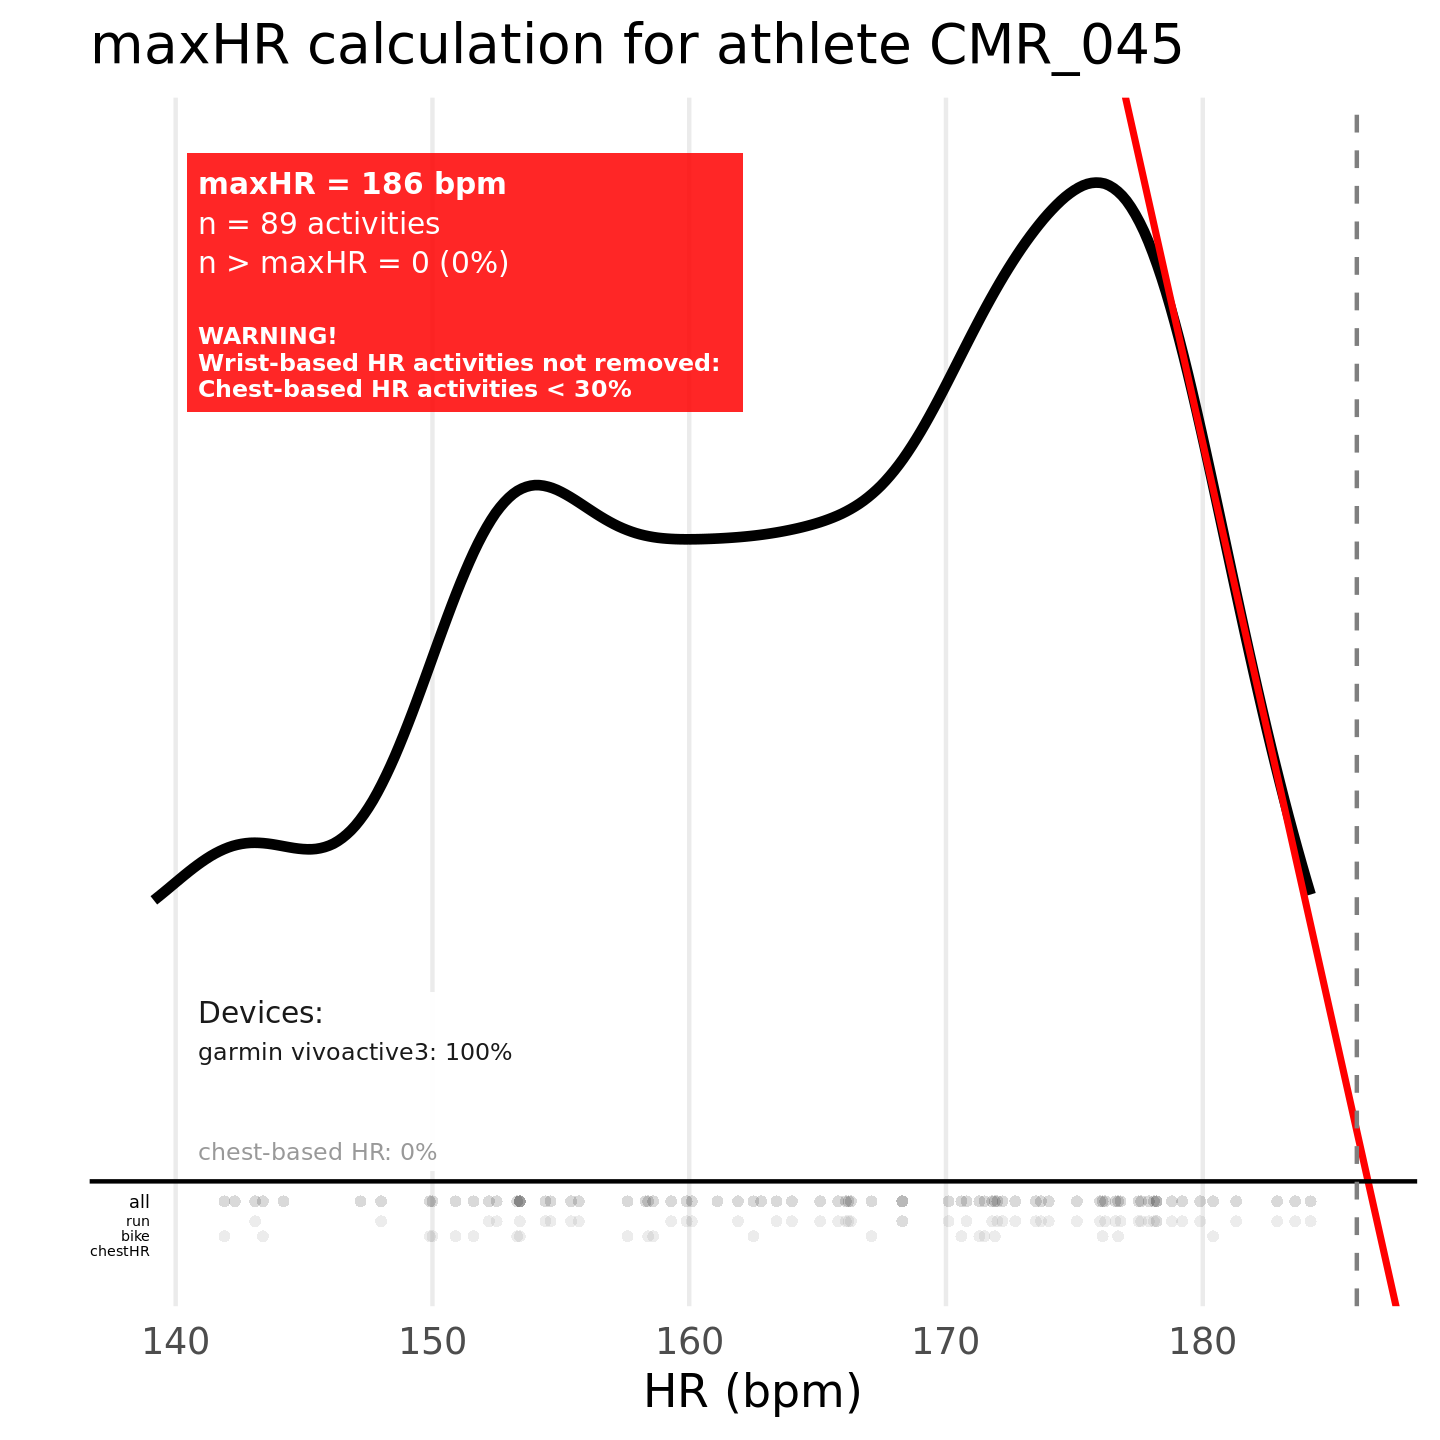 maxHR calculation for athlete CMR_045
maxHR = 186 bpm
n = 89 activities
n > maxHR = 0 (0%)
WARNING!
Wrist-based HR activities not removed:
Chest-based HR activities < 30%
Devices:
garmin vivoactive3: 100%
chest-based HR: 0%
all
run
bike
chestHR
140 150 160 170 180
HR (bpm)